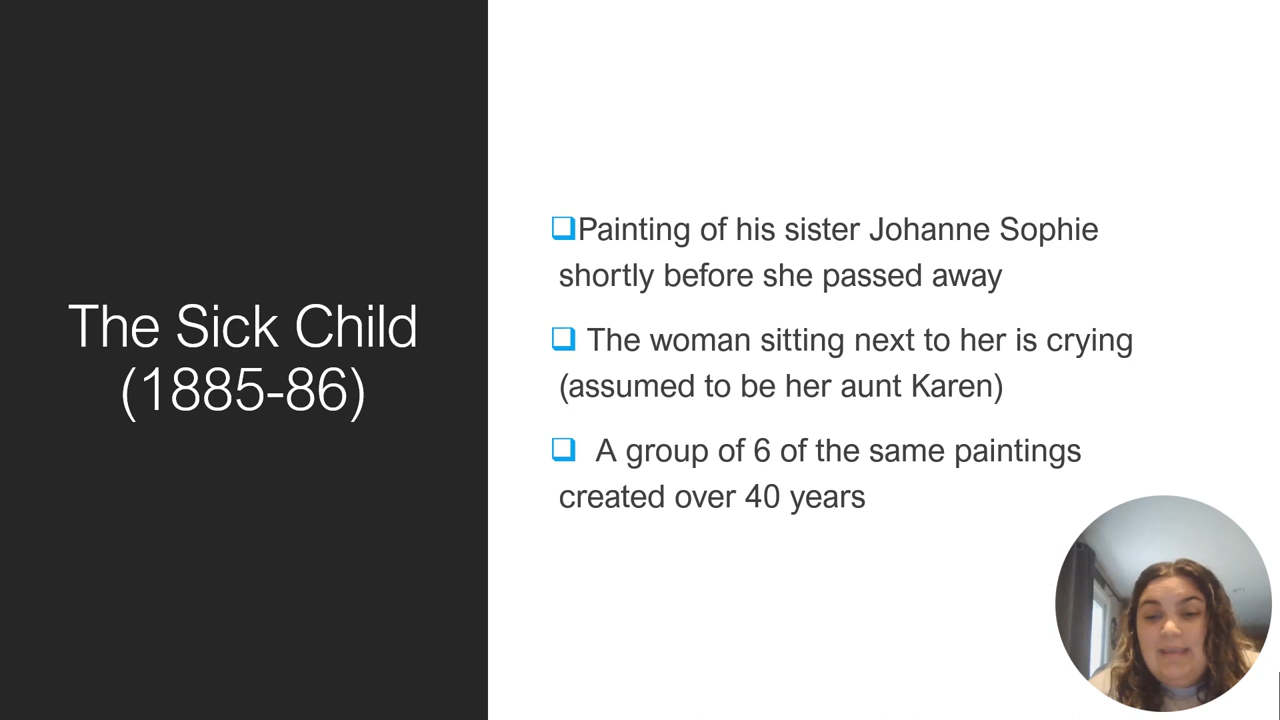 The Sick Child
(1885-86)
Painting of his sister Johanne Sophie
shortly before she passed away
The woman sitting next to her is crying
(assumed to be her aunt Karen)
A group of 6 of the same paintings
created over 40 years